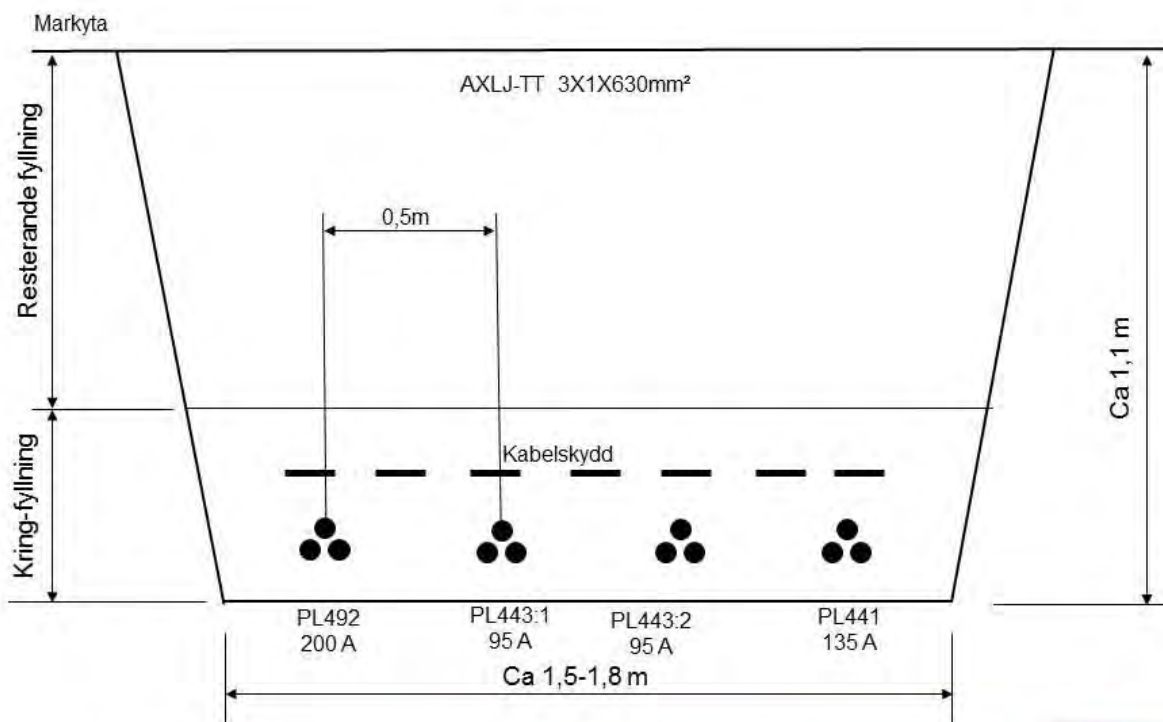 Markyta
AXLJ-TT 3X1X630mm²
Resterande fyllning
0,5m
Ca 1,1 m
Kabelskydd
Kring-fyllning
PL492
200 A
PL443:1
95 A
PL443:2
95 A
PL441
135 A
Ca 1,5-1,8 m